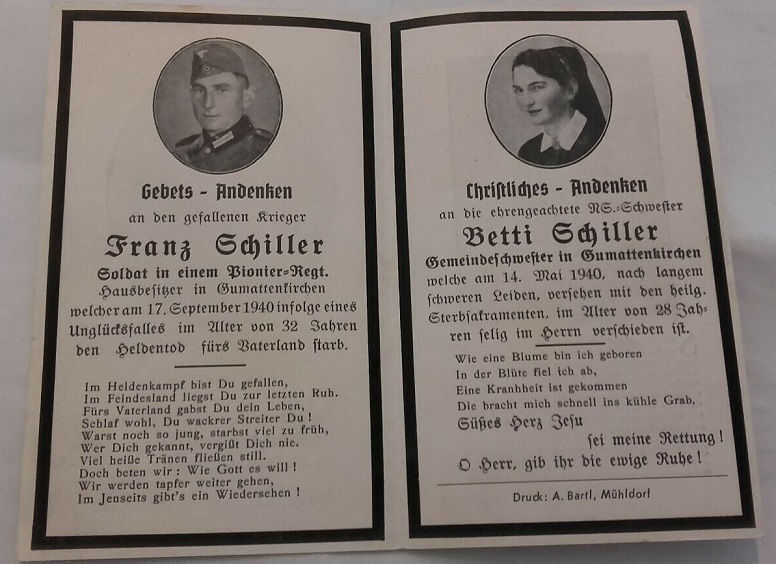 Gebets - Andenken
an den gefallenen Krieger
Franz Schiller
Soldat in einem Pionier=Regt.
Hausbesitzer in Gumattenkirchen
welcher am 17. September 1940 infolge eines
Unglücksfalles im Alter von 32 Jahren
den Heldentod fürs Vaterland starb.
Im Heldenkampf bist Du gefallen,
Im Feindesland liegst Du zur letzten Ruh.
Fürs Vaterland gabst Du dein Leben,
Schlaf wohl, Du wackrer Streiter Du !
Warst noch so jung, starbst viel zu früh,
Wer Dich gekannt, vergißt Dich nie.
Viel heiße Tränen fließen still.
Doch beten wir : Wie Gott es will !
Wir werden tapfer weiter gehen,
Im Jenseits gibt's ein Wiedersehen !
Chriſtliches - Andenken
an die ehrengeachtete NS.=Schweſter
Betti Schiller
Gemeindeſchweſter in Gumattenkirchen
welche am 14. Mai 1940, nach langem
ſchweren Leiden, verſehen mit den heilg.
Sterbſakramenten, im Alter von 28 Jah-
ren ſelig im Herrn verſchieden iſt.
Wie eine Blume bin ich geboren
In der Blüte fiel ich ab,
Eine Krankheit ist gekommen
Die bracht mich schnell ins kühle Grab,
Süßes Herz Jeſu
ſei meine Rettung !
O Herr, gib ihr die ewige Ruhe !
Druck: A. Bartl, Mühldorf